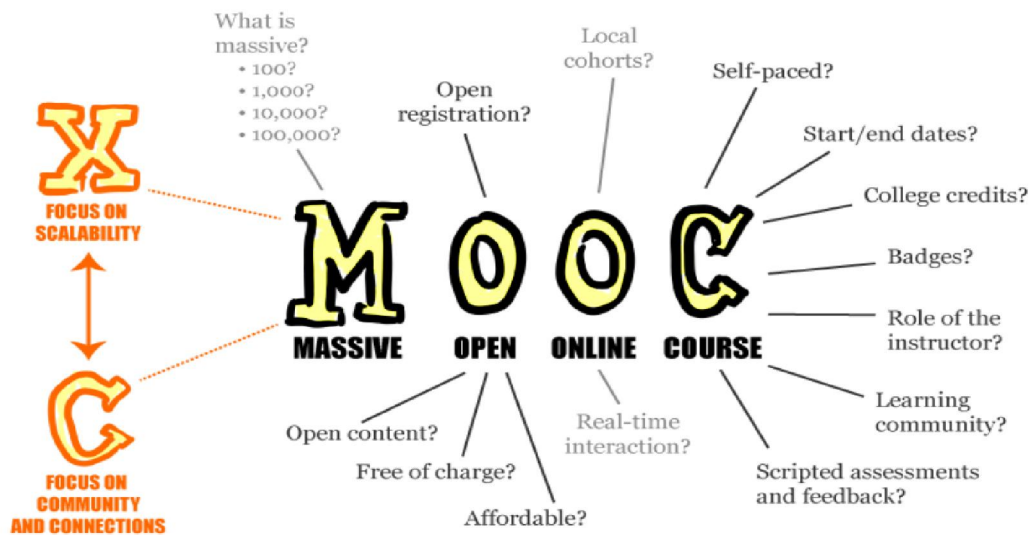 What is
massive?
• 100?
• 1,000?
• 10,000?
• 100,000?
Local
cohorts?
Open
registration?
Self-paced?
Start/end dates?
College credits?
Badges?
Role of the
instructor?
Learning
community?
Scripted assessments
and feedback?
X
FOCUS ON
SCALABILITY
C
FOCUS ON
COMMUNITY
AND CONNECTIONS
MOOC
MASSIVE OPEN ONLINE COURSE
Open content?
Free of charge?
Affordable?
Real-time
interaction?